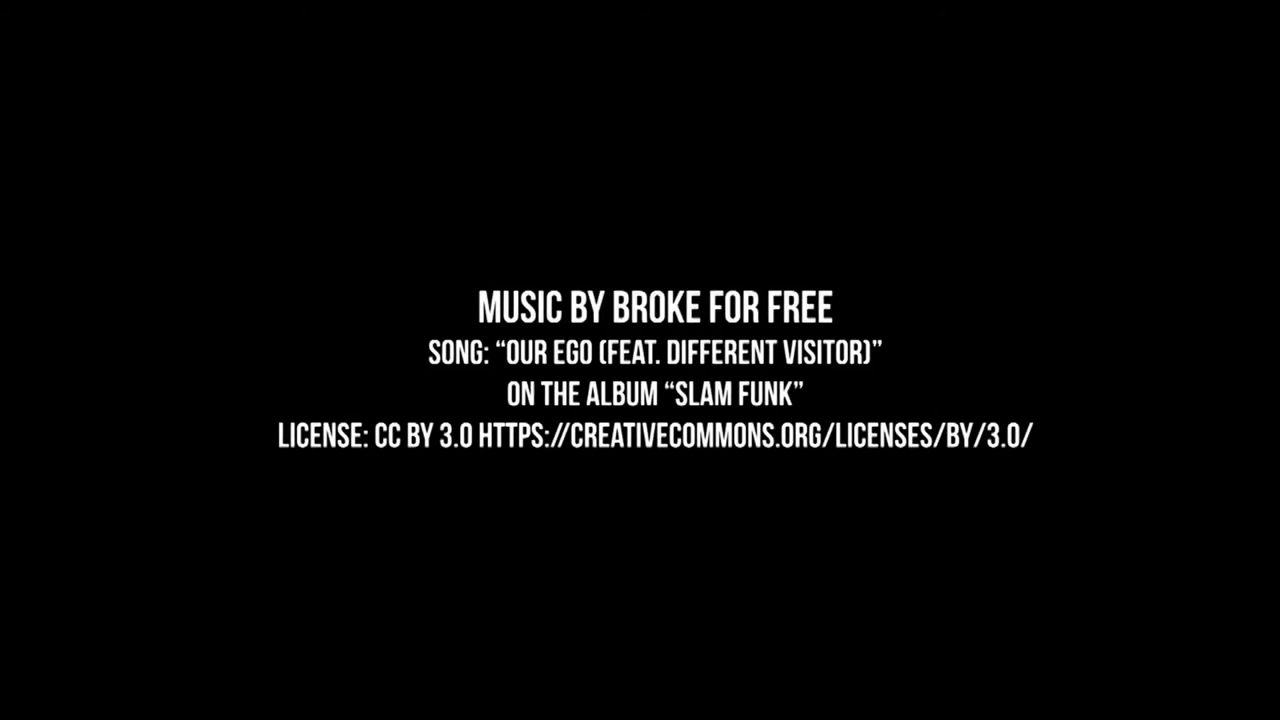 MUSIC BY BROKE FOR FREE
SONG: “OUR EGO (FEAT. DIFFERENT VISITOR)”
ON THE ALBUM “SLAM FUNK”
LICENSE: CC BY 3.0 HTTPS://CREATIVECOMMONS.ORG/LICENSES/BY/3.0/